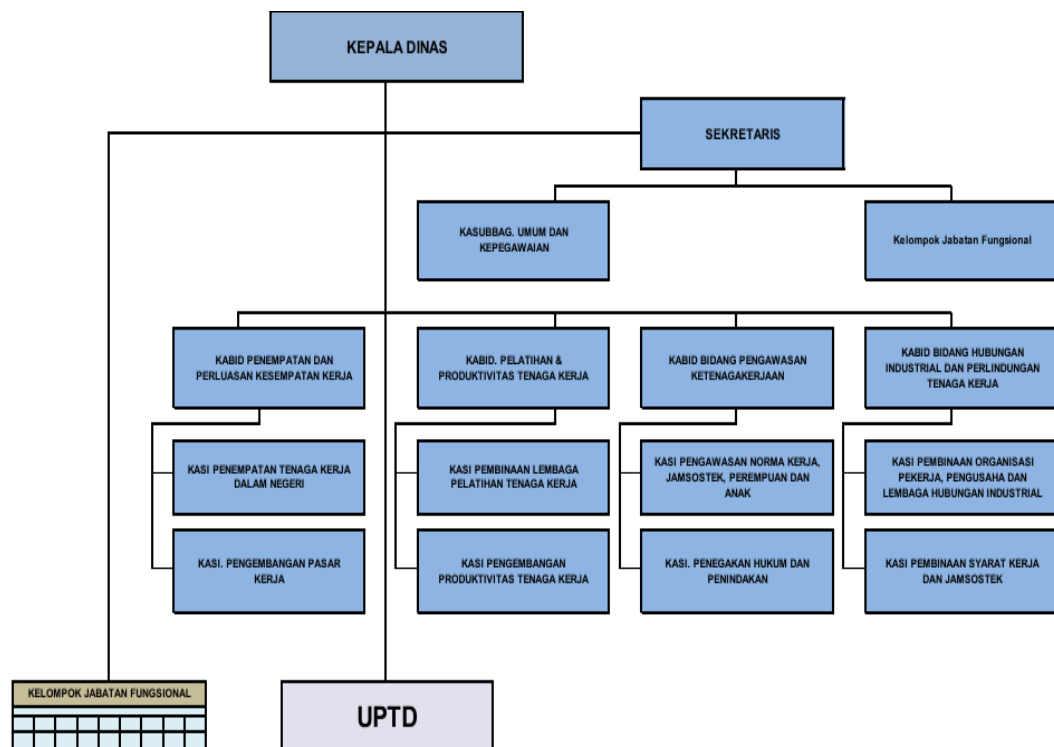 KEPALA DINAS
SEKRETARIS
KASUBBAG. UMUM DAN
KEPEGAWAIAN
Kelompok Jabatan Fungsional
KABID PENEMPATAN DAN
PERLUASAN KESEMPATAN KERJA
KABID. PELATIHAN &
PRODUKTIVITAS TENAGA KERJA
KABID BIDANG PENGAWASAN
KETENAGAKERJAAN
KABID BIDANG HUBUNGAN
INDUSTRIAL DAN PERLINDUNGAN
TENAGA KERJA
KASI PENEMPATAN TENAGA KERJA
DALAM NEGERI
KASI PEMBINAAN LEMBAGA
PELATIHAN TENAGA KERJA
KASI PENGAWASAN NORMA KERJA,
JAMSOSTEK, PEREMPUAN DAN
ANAK
KASI PEMBINAAN ORGANISASI
PEKERJA, PENGUSAHA DAN
LEMBAGA HUBUNGAN INDUSTRIAL
KASI. PENGEMBANGAN PASAR
KERJA
KASI PENGEMBANGAN
PRODUKTIVITAS TENAGA KERJA
KASI. PENEGAKAN HUKUM DAN
PENINDAKAN
KASI PEMBINAAN SYARAT KERJA
DAN JAMSOSTEK
KELOMPOK JABATAN FUNGSIONAL
UPTD